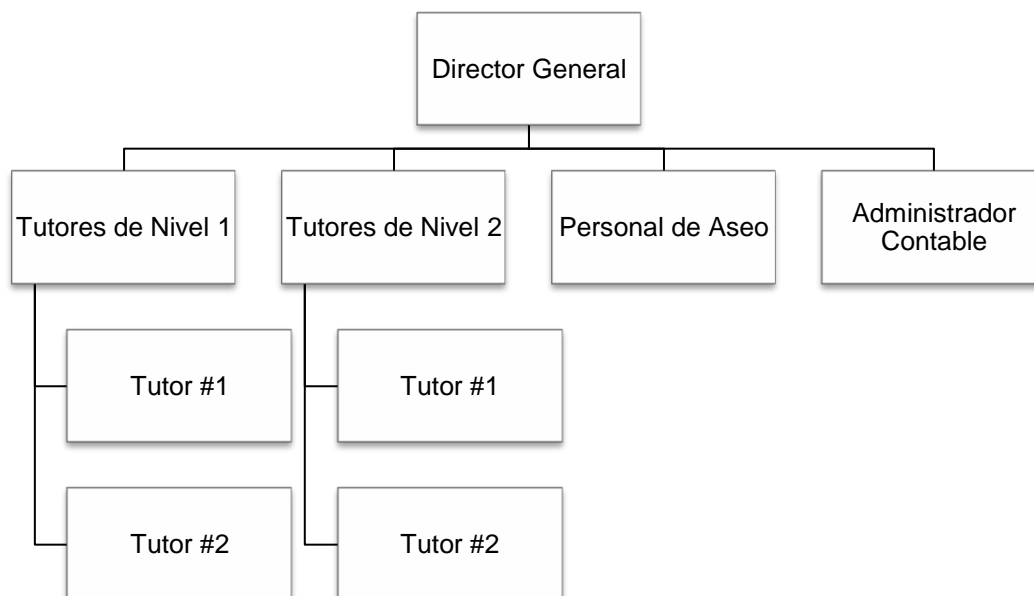 Director General
Tutores de Nivel 1
Tutores de Nivel 2
Personal de Aseo
Administrador
Contable
Tutor #1
Tutor #1
Tutor #2
Tutor #2